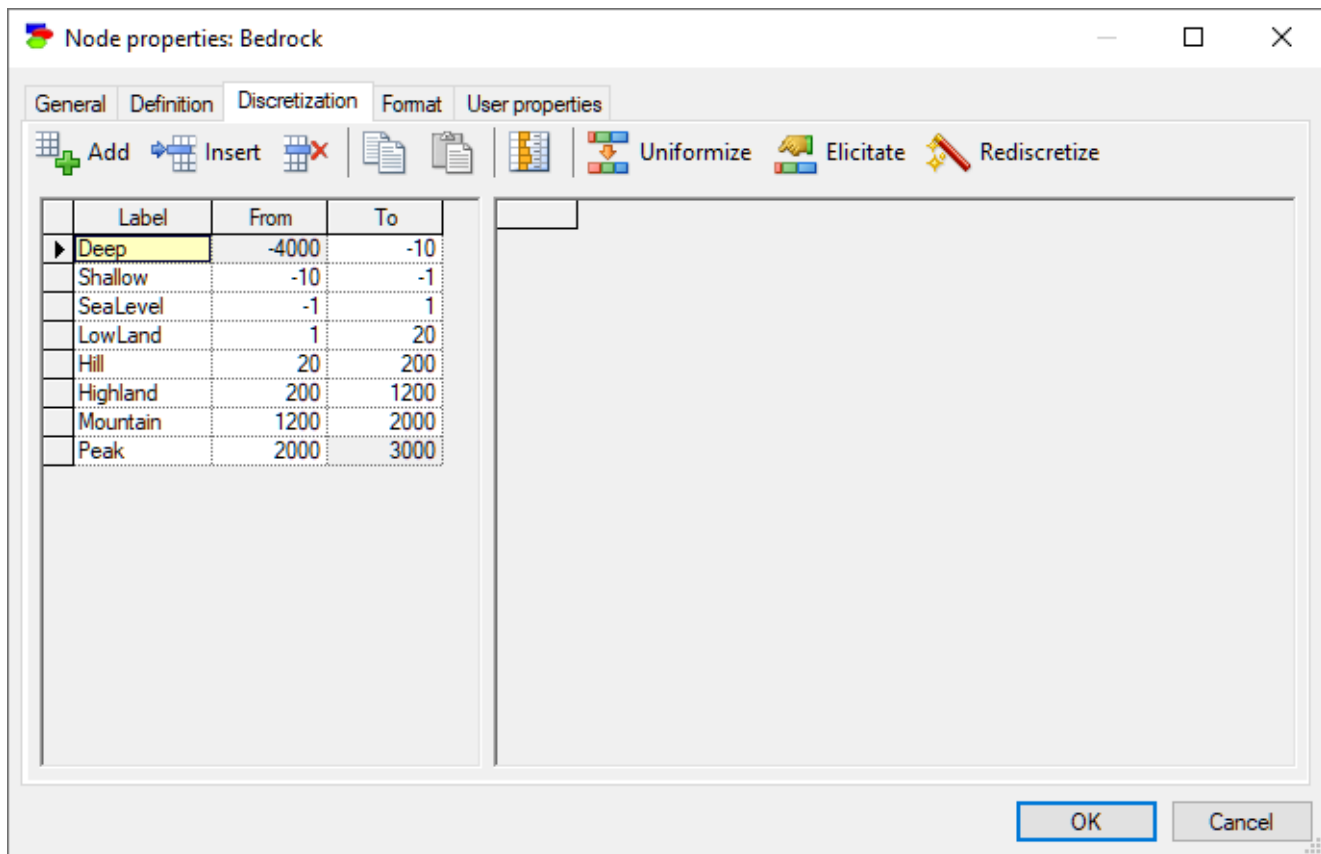 Node properties: Bedrock
General Definition Discretization Format User properties
Add Insert Uniformize Elicitate Rediscretize
Label From To
Deep -4000 -10
Shallow -10 -1
SeaLevel -1 1
LowLand 1 20
Hill 20 200
Highland 200 1200
Mountain 1200 2000
Peak 2000 3000
OK Cancel